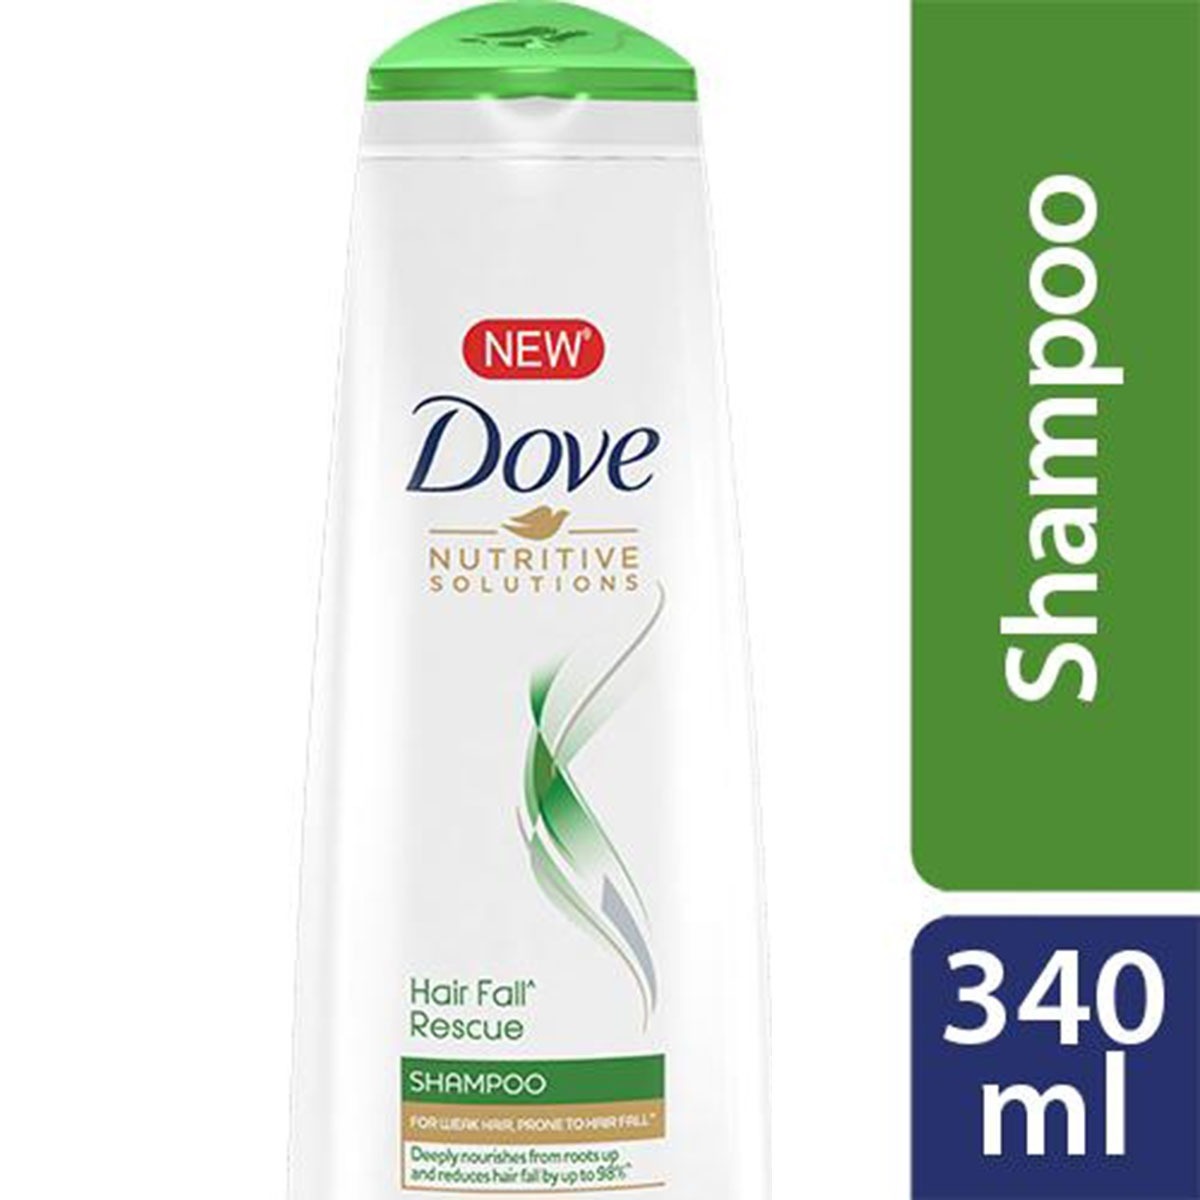 NEW®
Dove
NUTRITIVE
SOLUTIONS
Hair Fall^
Rescue
SHAMPOO
FOR WEAK HAIR, PRONE TO HAIR FALL^
Deeply nourishes from roots up
and reduces hair fall by up to 98%^
Shampoo
340
ml